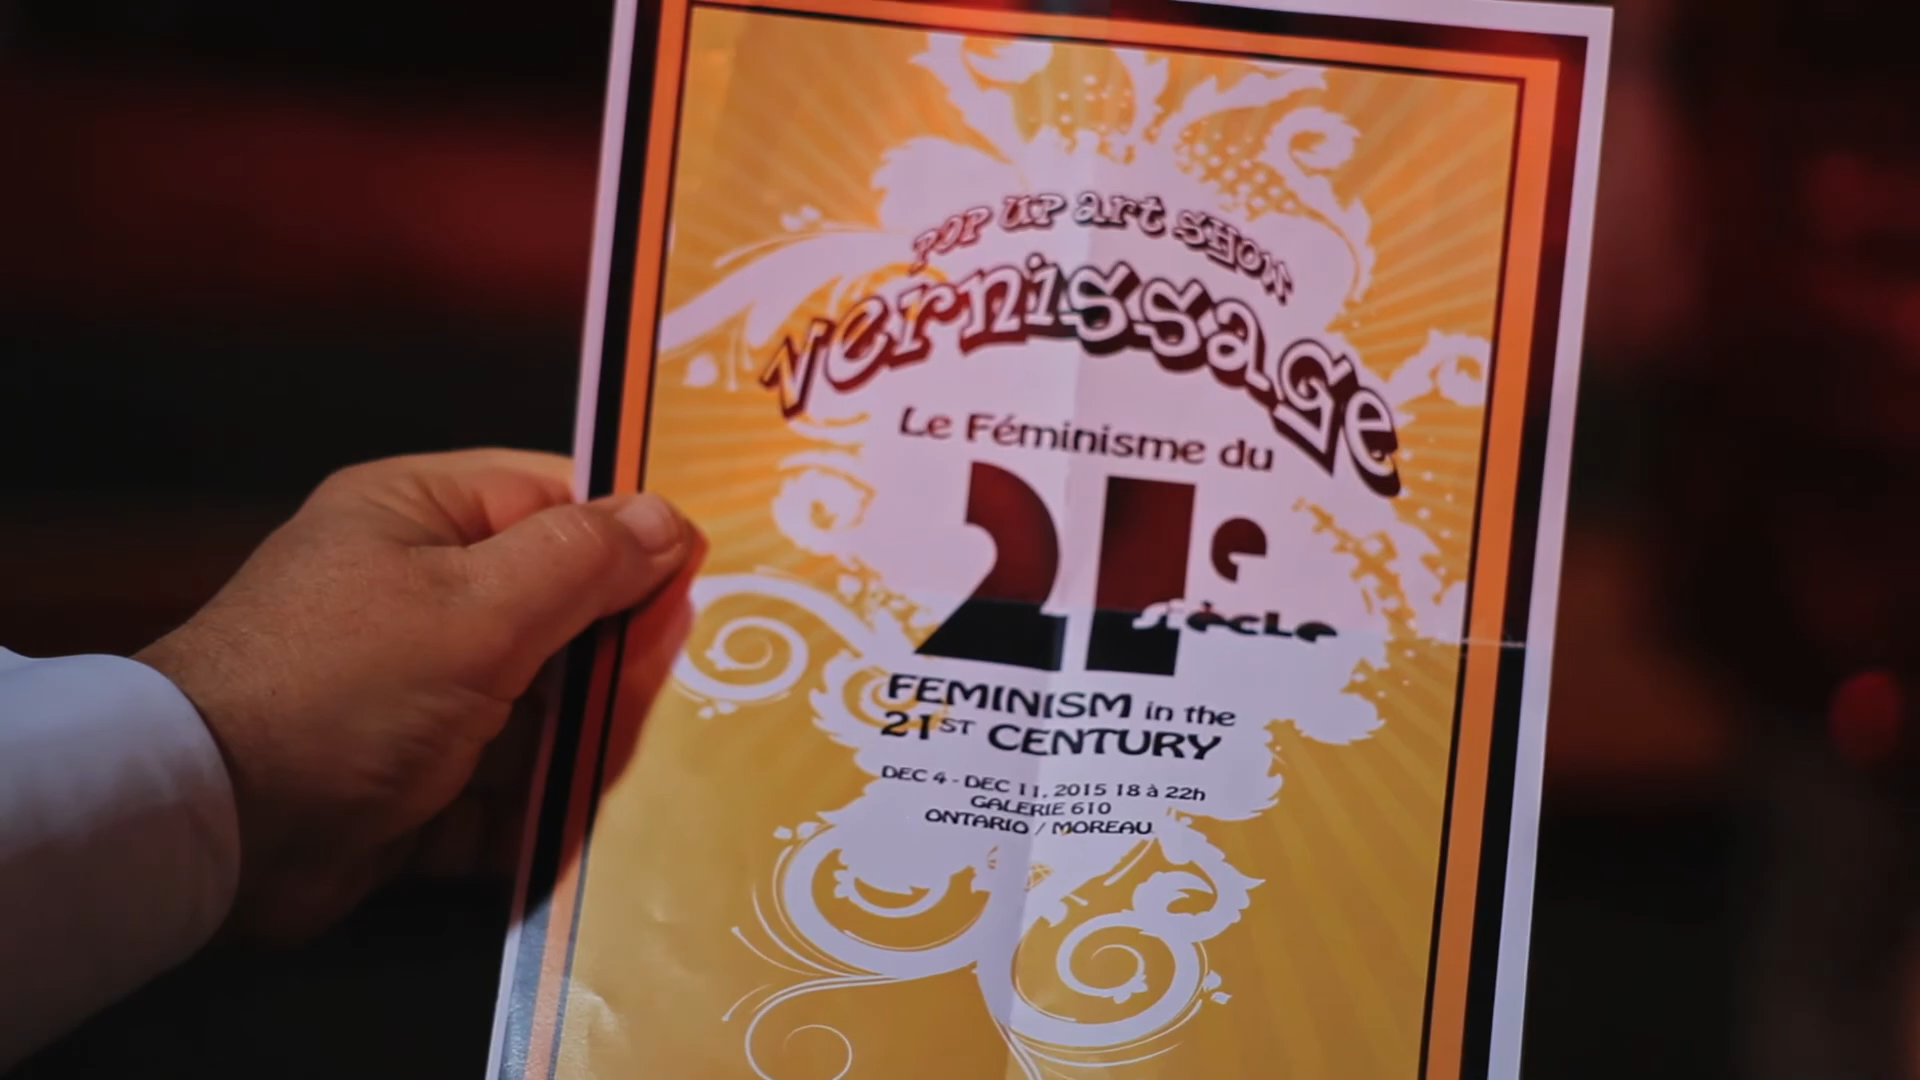 POP UP art SHOW
vernissage
Le Féminisme du
21e
siècle
FEMINISM in the
21ST CENTURY
DEC 4 - DEC 11, 2015 18 à 22h
GALERIE 610
ONTARIO / MOREAU